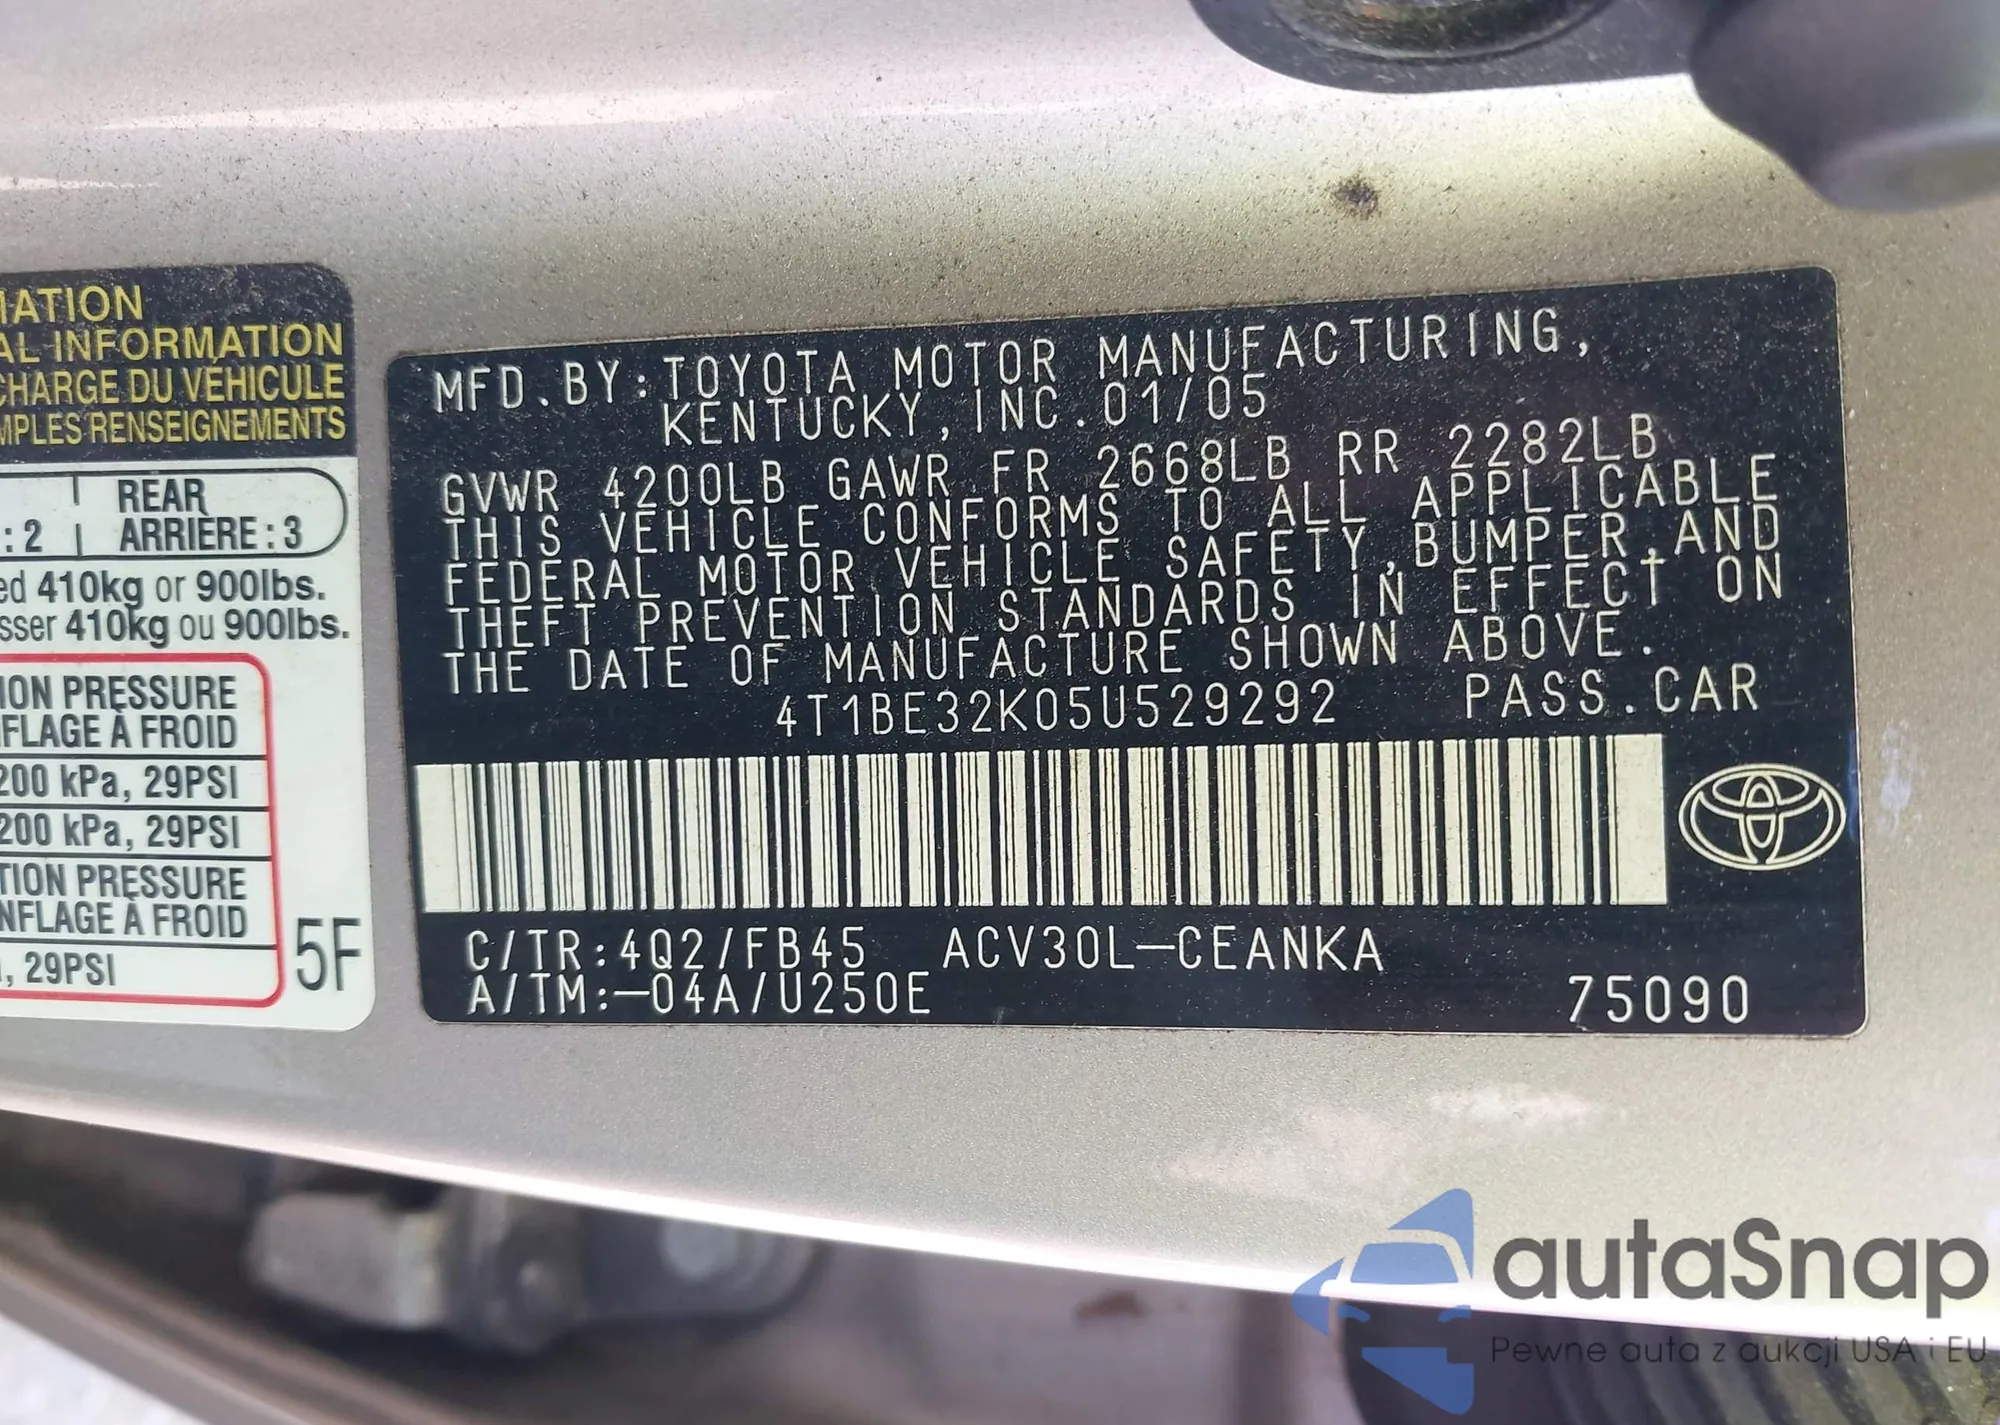 IATION
AL INFORMATION
CHARGE DU VÉHICULE
MPLES RENSEIGNEMENTS
: 2 REAR
ARRIÈRE : 3
ed 410kg or 900lbs.
sser 410kg ou 900lbs.
ION PRESSURE
FLAGE À FROID
200 kPa, 29PSI
200 kPa, 29PSI
TION PRESSURE
NFLAGE À FROID
, 29PSI
5F
MFD.BY:TOYOTA MOTOR MANUFACTURING,
KENTUCKY,INC.01/05
GVWR 4200LB GAWR FR 2668LB RR 2282LB
THIS VEHICLE CONFORMS TO ALL APPLICABLE
FEDERAL MOTOR VEHICLE SAFETY,BUMPER,AND
THEFT PREVENTION STANDARDS IN EFFECT ON
THE DATE OF MANUFACTURE SHOWN ABOVE.
4T1BE32K05U529292 PASS.CAR
C/TR:4Q2/FB45 ACV30L-CEANKA
A/TM:-04A/U250E 75090
autaSnap
Pewne auta z aukcji USA i EU